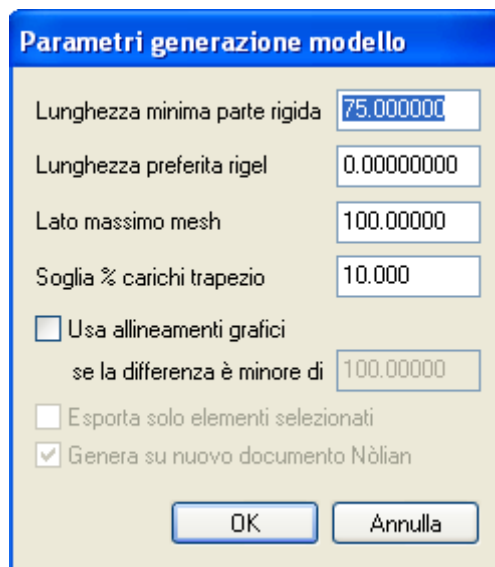 Parametri generazione modello
Lunghezza minima parte rigida 75.000000
Lunghezza preferita rigel 0.00000000
Lato massimo mesh 100.00000
Soglia % carichi trapezio 10.000
Usa allineamenti grafici
se la differenza è minore di 100.00000
Esporta solo elementi selezionati
Genera su nuovo documento Nòlian
OK Annulla